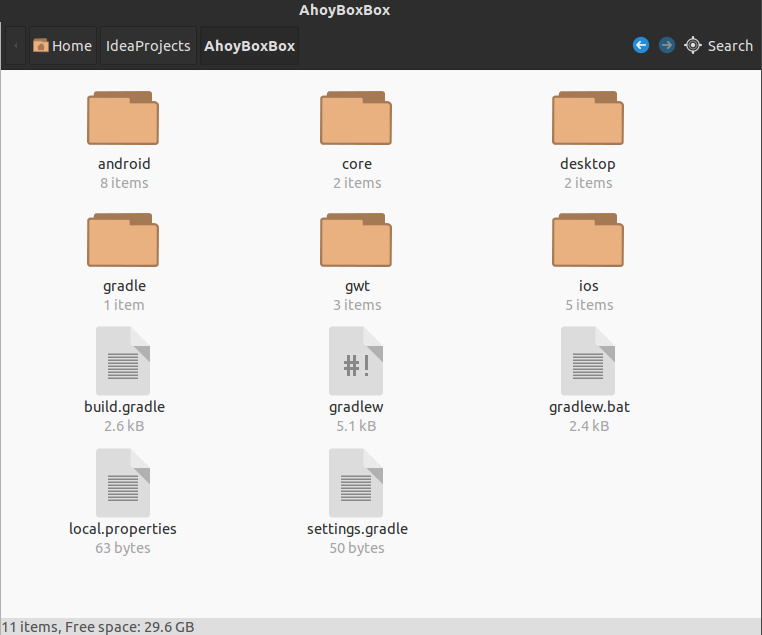 AhoyBoxBox
Home IdeaProjects AhoyBoxBox Search
android core desktop
8 items 2 items 2 items
gradle gwt ios
1 item 3 items 5 items
#!
build.gradle gradlew gradlew.bat
2.6 kB 5.1 kB 2.4 kB
local.properties settings.gradle
63 bytes 50 bytes
11 items, Free space: 29.6 GB